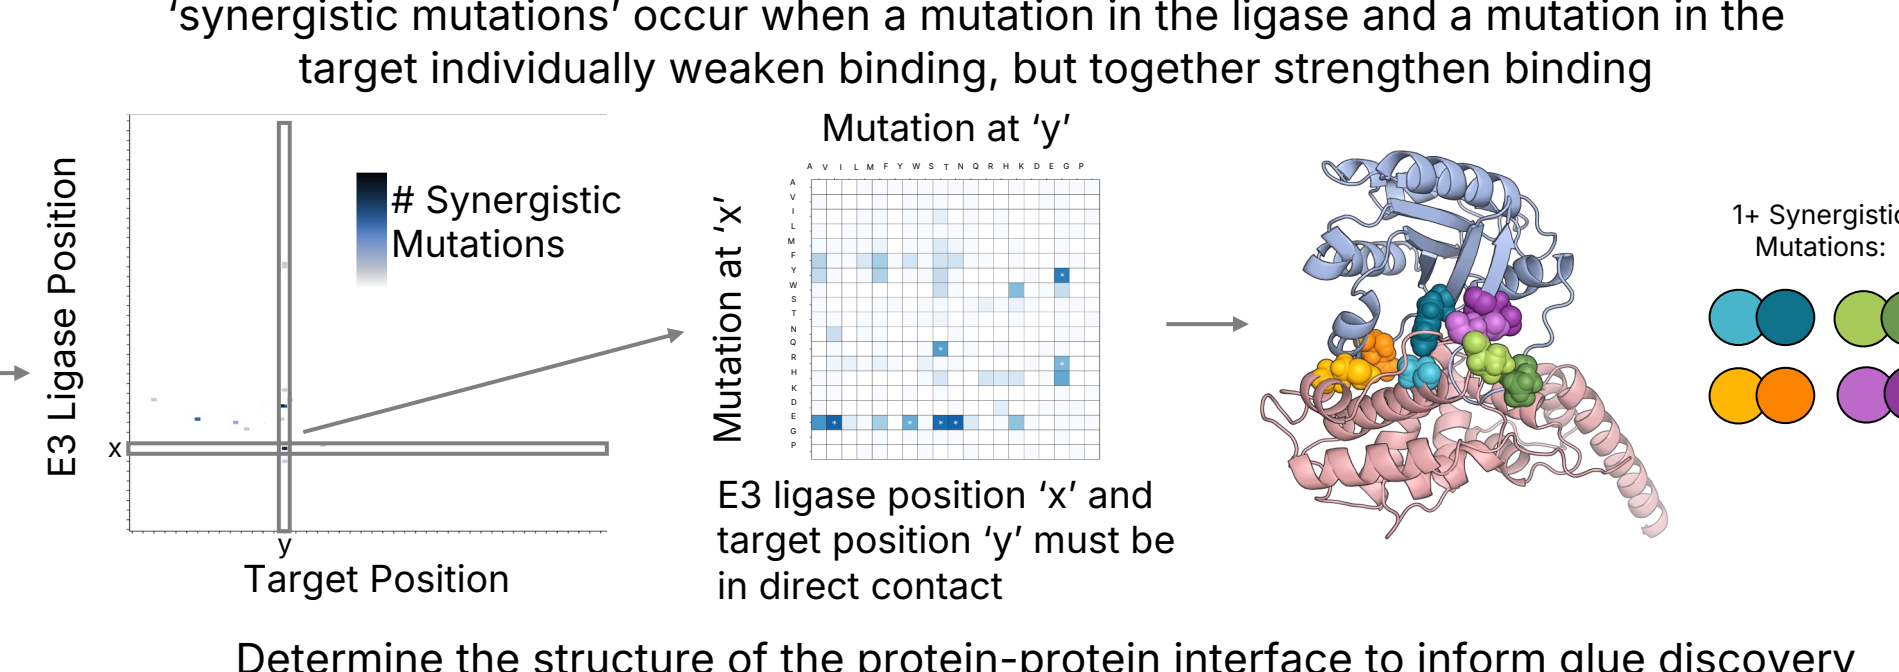 ‘synergistic mutations’ occur when a mutation in the ligase and a mutation in the
target individually weaken binding, but together strengthen binding
E3 Ligase Position
# Synergistic
Mutations
x
y
Target Position
Mutation at ‘y’
A V I L M F Y W S T N Q R H K D E G P
Mutation at ‘x’
A
V
I
L
M
F
Y
W
S
T
N
Q
R
H
K
D
E
G
P
E3 ligase position ‘x’ and
target position ‘y’ must be
in direct contact
1+ Synergistic
Mutations:
Determine the structure of the protein-protein interface to inform glue discovery